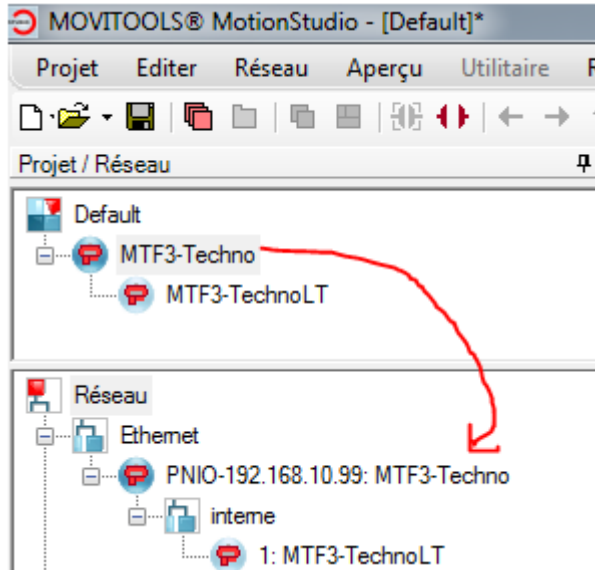 MOVITOOLS® MotionStudio - [Default]*
Projet Editer Réseau Aperçu Utilitaire R
Projet / Réseau
Default
MTF3-Techno
MTF3-TechnoLT
Réseau
Ethernet
PNIO-192.168.10.99: MTF3-Techno
interne
1: MTF3-TechnoLT